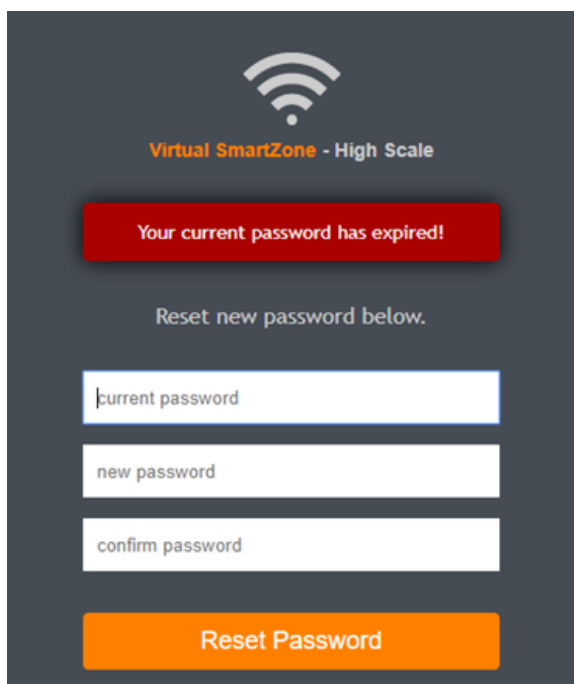 Virtual SmartZone - High Scale
Your current password has expired!
Reset new password below.
current password
new password
confirm password
Reset Password